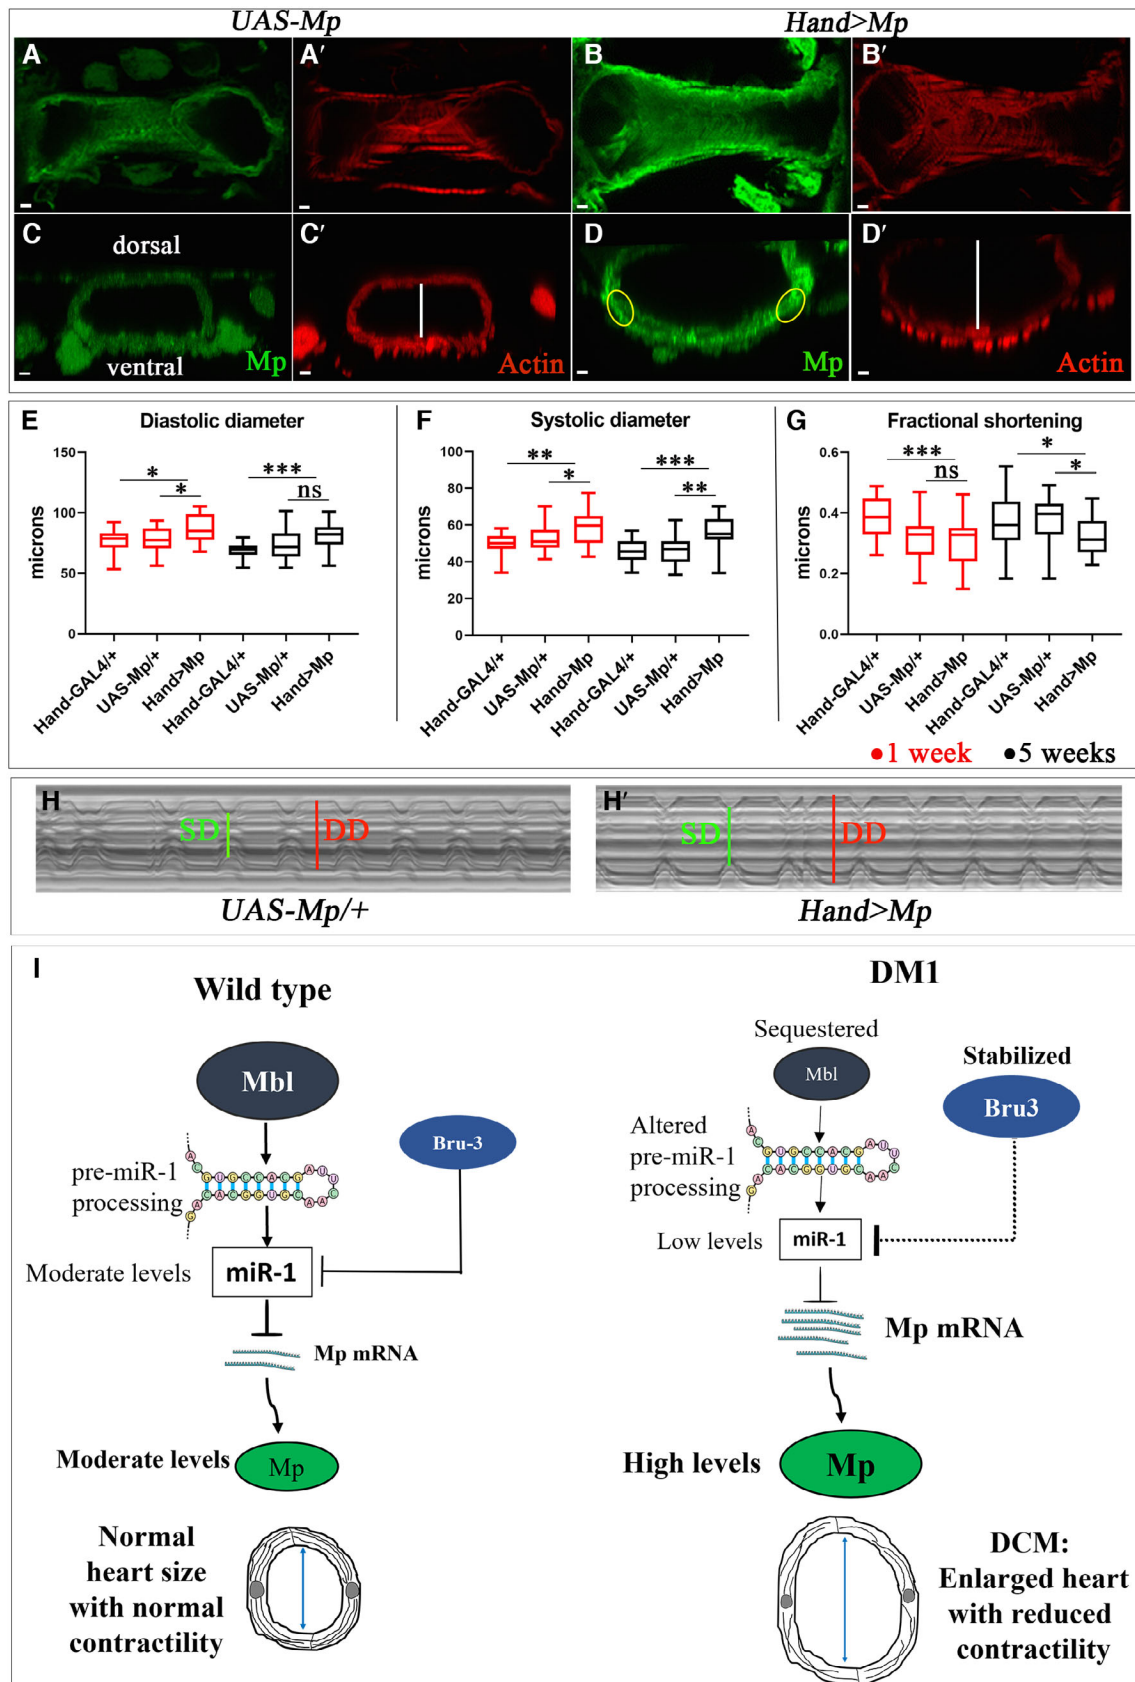 UAS-Mp Hand>Mp
A A′ B B′
C C′ D D′
dorsal
ventral
Mp Actin Mp Actin
E Diastolic diameter
microns
150
100
50
0
* *** 
* ns
Hand-GAL4/+
UAS-Mp/+
Hand>Mp
Hand-GAL4/+
UAS-Mp/+
Hand>Mp
F Systolic diameter
microns
100
80
60
40
20
0
** ***
* **
Hand-GAL4/+
UAS-Mp/+
Hand>Mp
Hand-GAL4/+
UAS-Mp/+
Hand>Mp
G Fractional shortening
0.6
0.4
0.2
0.0
*** *
ns *
Hand-GAL4/+
UAS-Mp/+
Hand>Mp
Hand-GAL4/+
UAS-Mp/+
Hand>Mp
1 week 5 weeks
H
SD DD
UAS-Mp/+
H′
SD DD
Hand>Mp
I
Wild type
Mbl
Bru-3
pre-miR-1
processing
A C G U G C C A C G A U U C A A C G U G G C A C A G
Moderate levels
miR-1
Mp mRNA
Moderate levels
Mp
Normal
heart size
with normal
contractility
DM1
Sequestered
Mbl
Stabilized
Bru3
Altered
pre-miR-1
processing
A C G U G C C A C G A U U C A A C G U G G C A C A G
Low levels
miR-1
Mp mRNA
High levels
Mp
DCM:
Enlarged heart
with reduced
contractility